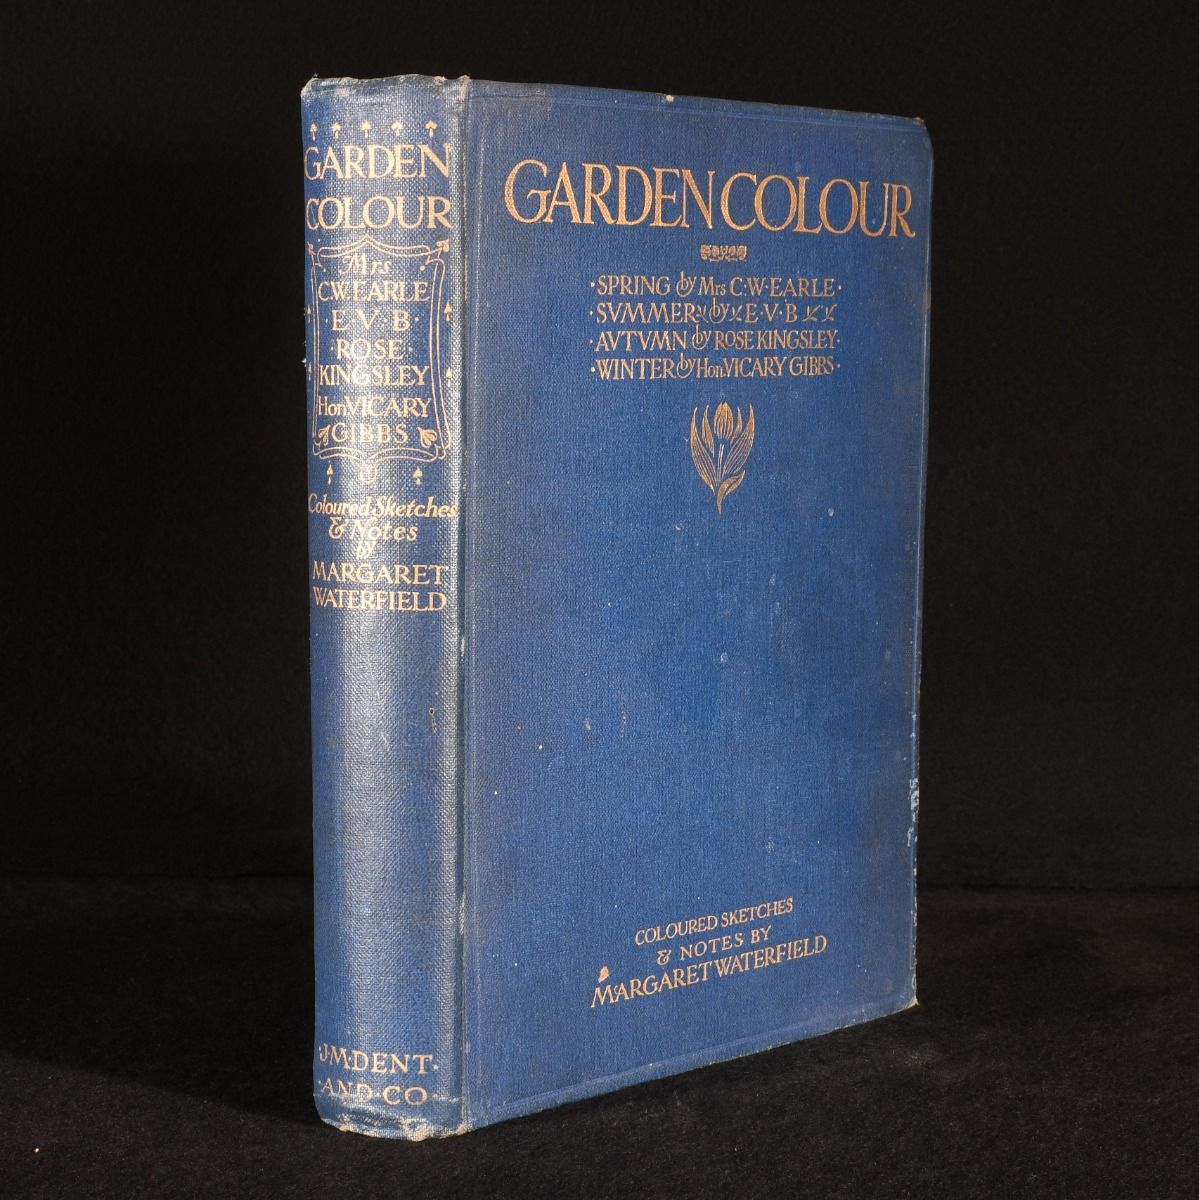 GARDEN
COLOUR
Mrs
C.W.EARLE
E·V·B·
·ROSE·
KINGSLEY
Hon VICARY
GIBBS
Coloured Sketches
& Notes
by
MARGARET
WATERFIELD
J·M·DENT·
·AND·CO·
GARDEN COLOUR
·SPRING by Mrs C·W·EARLE·
·SVMMER by E·V·B
·AVTVMN by ROSE KINGSLEY·
·WINTER by Hon. VICARY GIBBS·
COLOURED SKETCHES
& NOTES BY
MARGARET WATERFIELD